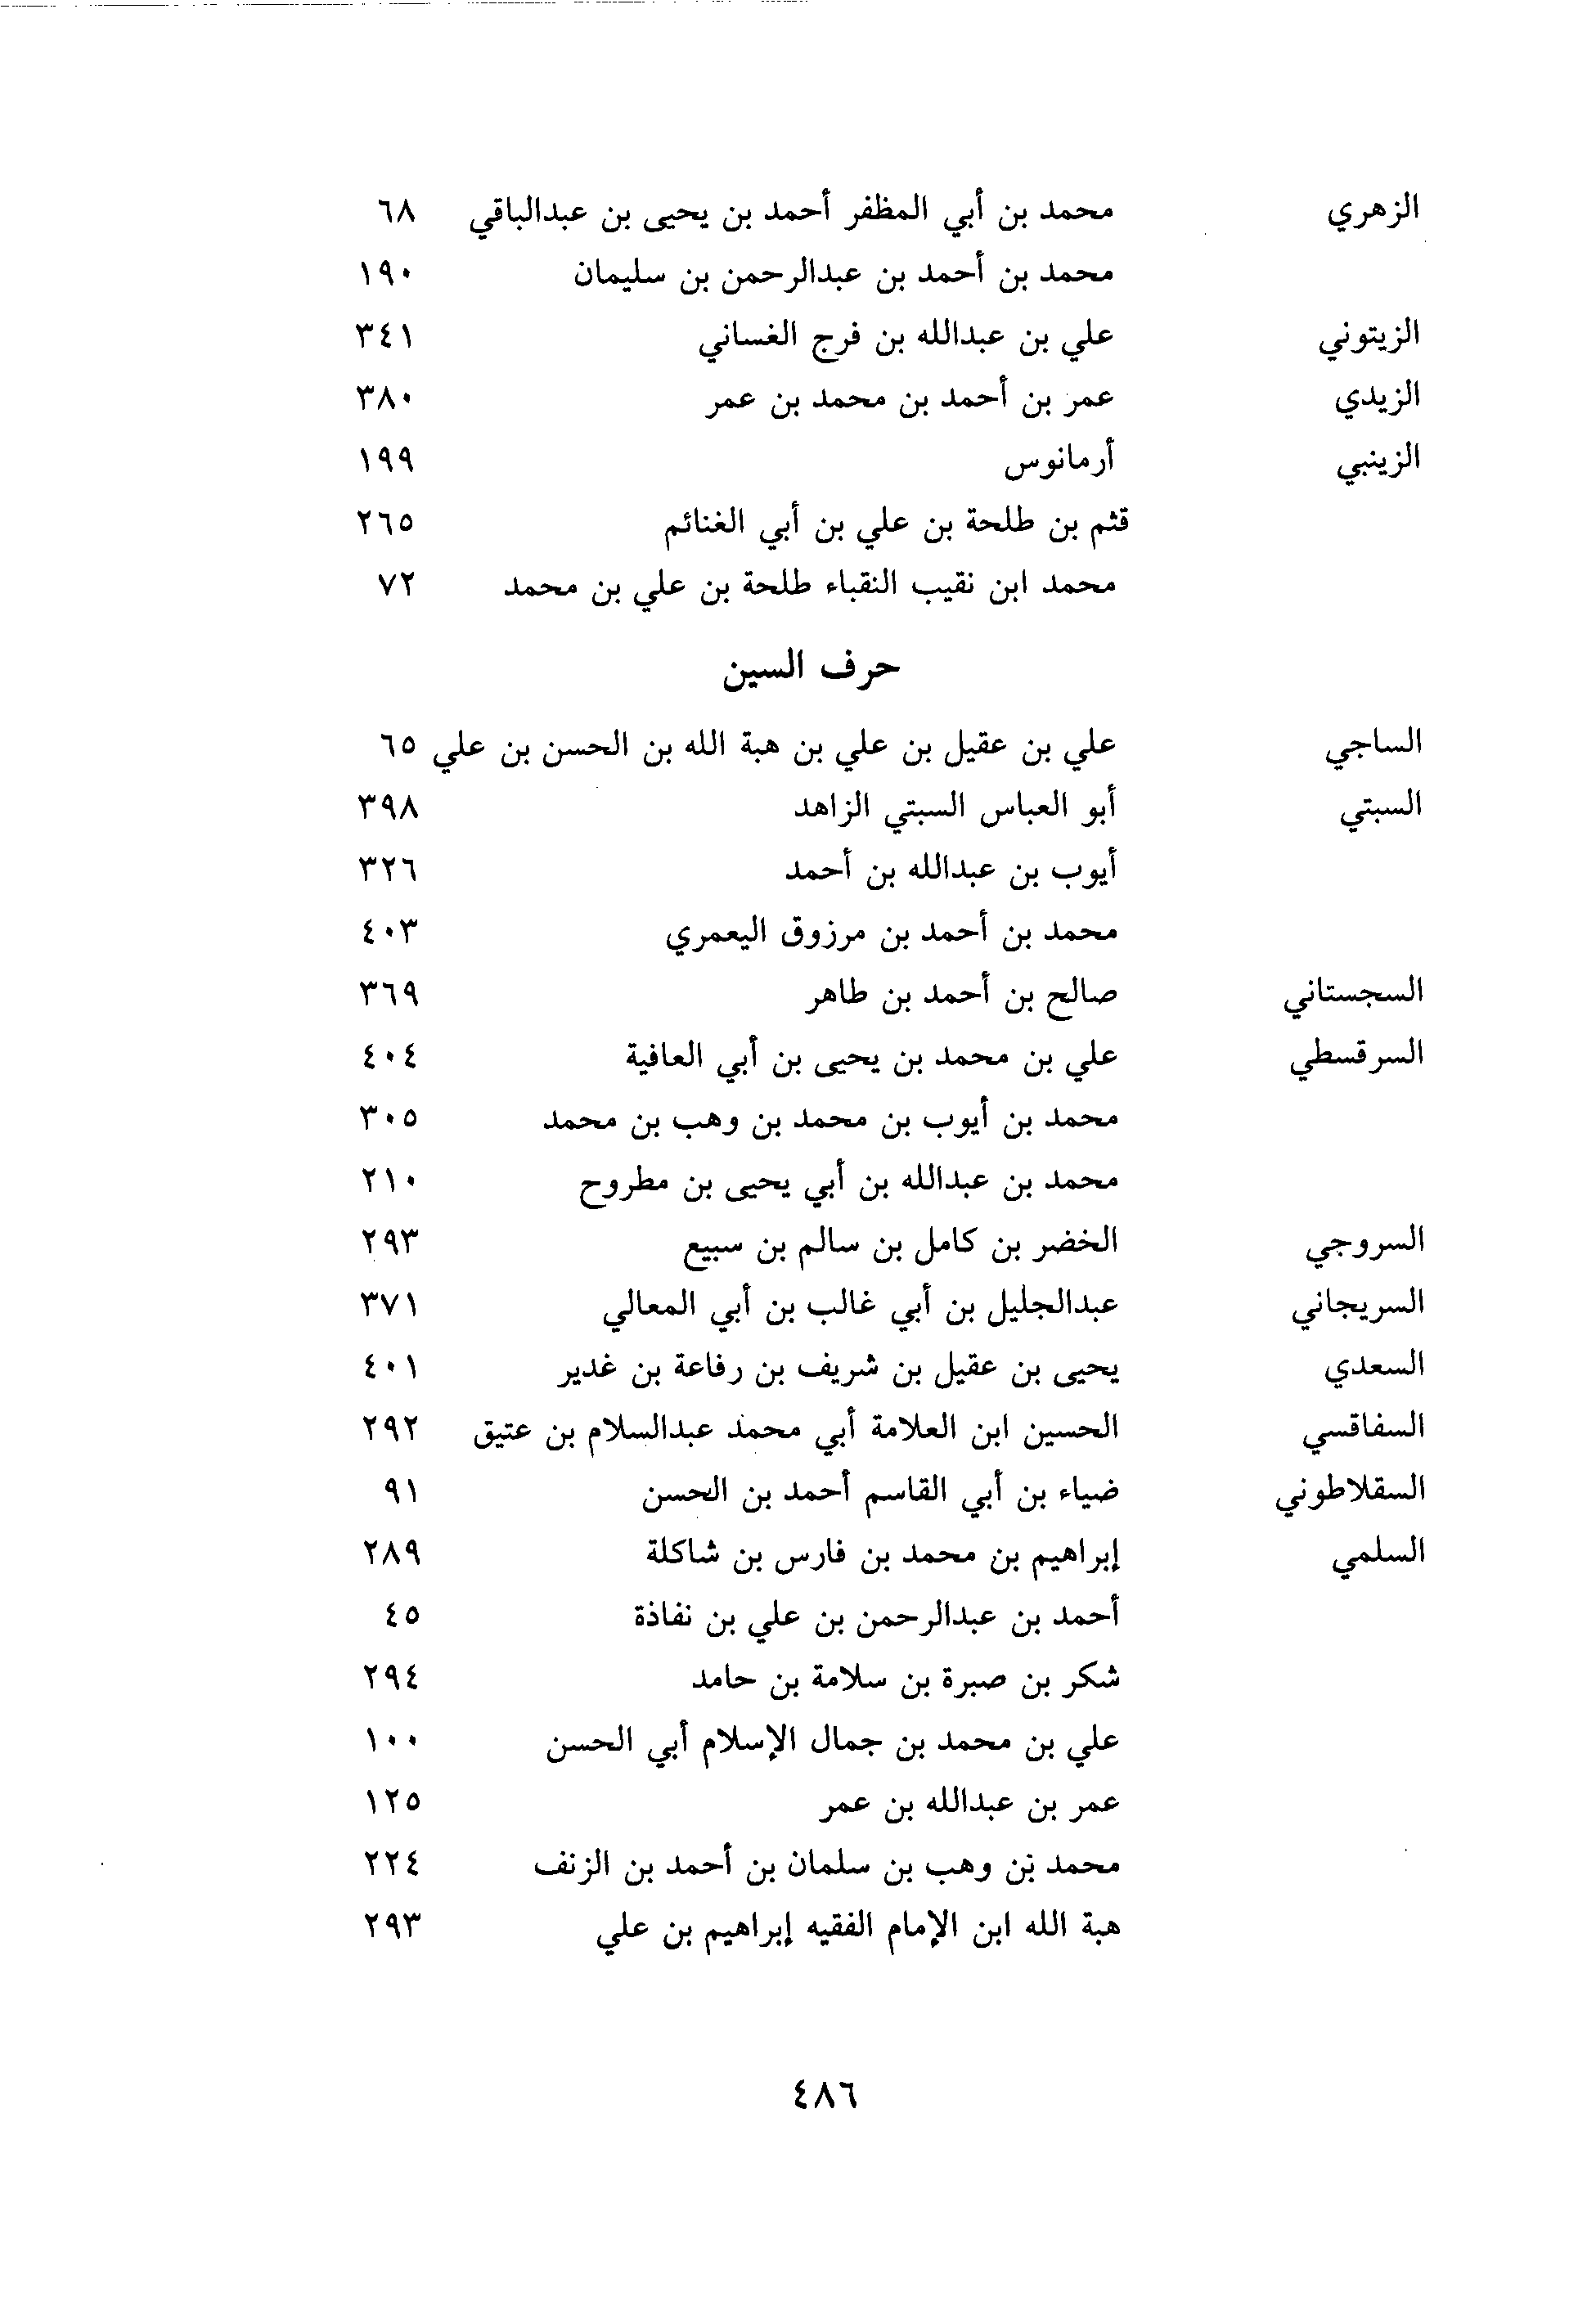 الزهري محمد بن أبي المظفر أحمد بن يحيى بن عبدالباقي ٦٨
محمد بن أحمد بن عبدالرحمن بن سليمان ١٩٠
الزيتوني علي بن عبدالله بن فرج الغساني ٣٤١
الزيدي عمر بن أحمد بن محمد بن عمر ٣٨٠
الزينبي أرمانوس ١٩٩
قثم بن طلحة بن علي بن أبي الغنائم ٢٦٥
محمد ابن نقيب النقباء طلحة بن علي بن محمد ٧٢
حرف السين
الساجي علي بن عقيل بن علي بن هبة الله بن الحسن بن علي ٦٥
السبتي أبو العباس السبتي الزاهد ٣٩٨
أيوب بن عبدالله بن أحمد ٣٢٦
محمد بن أحمد بن مرزوق اليعمري ٤٠٣
السجستاني صالح بن أحمد بن طاهر ٣٦٩
السرقسطي علي بن محمد بن يحيى بن أبي العافية ٤٠٤
محمد بن أيوب بن محمد بن وهب بن محمد ٣٠٥
محمد بن عبدالله بن أبي يحيى بن مطروح ٢١٠
السروجي الخضر بن كامل بن سالم بن سبيع ٢٩٣
السريجاني عبدالجليل بن أبي غالب بن أبي المعالي ٣٧١
السعدي يحيى بن عقيل بن شريف بن رفاعة بن غدير ٤٠١
السفاقسي الحسين ابن العلامة أبي محمد عبدالسلام بن عتيق ٢٩٢
السقلاطوني ضياء بن أبي القاسم أحمد بن الحسن ٩١
السلمي إبراهيم بن محمد بن فارس بن شاكلة ٢٨٩
أحمد بن عبدالرحمن بن علي بن نفاذة ٤٥
شكر بن صبرة بن سلامة بن حامد ٢٩٤
علي بن محمد بن جمال الإسلام أبي الحسن ١٠٠
عمر بن عبدالله بن عمر ١٢٥
محمد بن وهب بن سلمان بن أحمد بن الزنف ٢٢٤
هبة الله ابن الإمام الفقيه إبراهيم بن علي ٢٩٣
٤٨٦